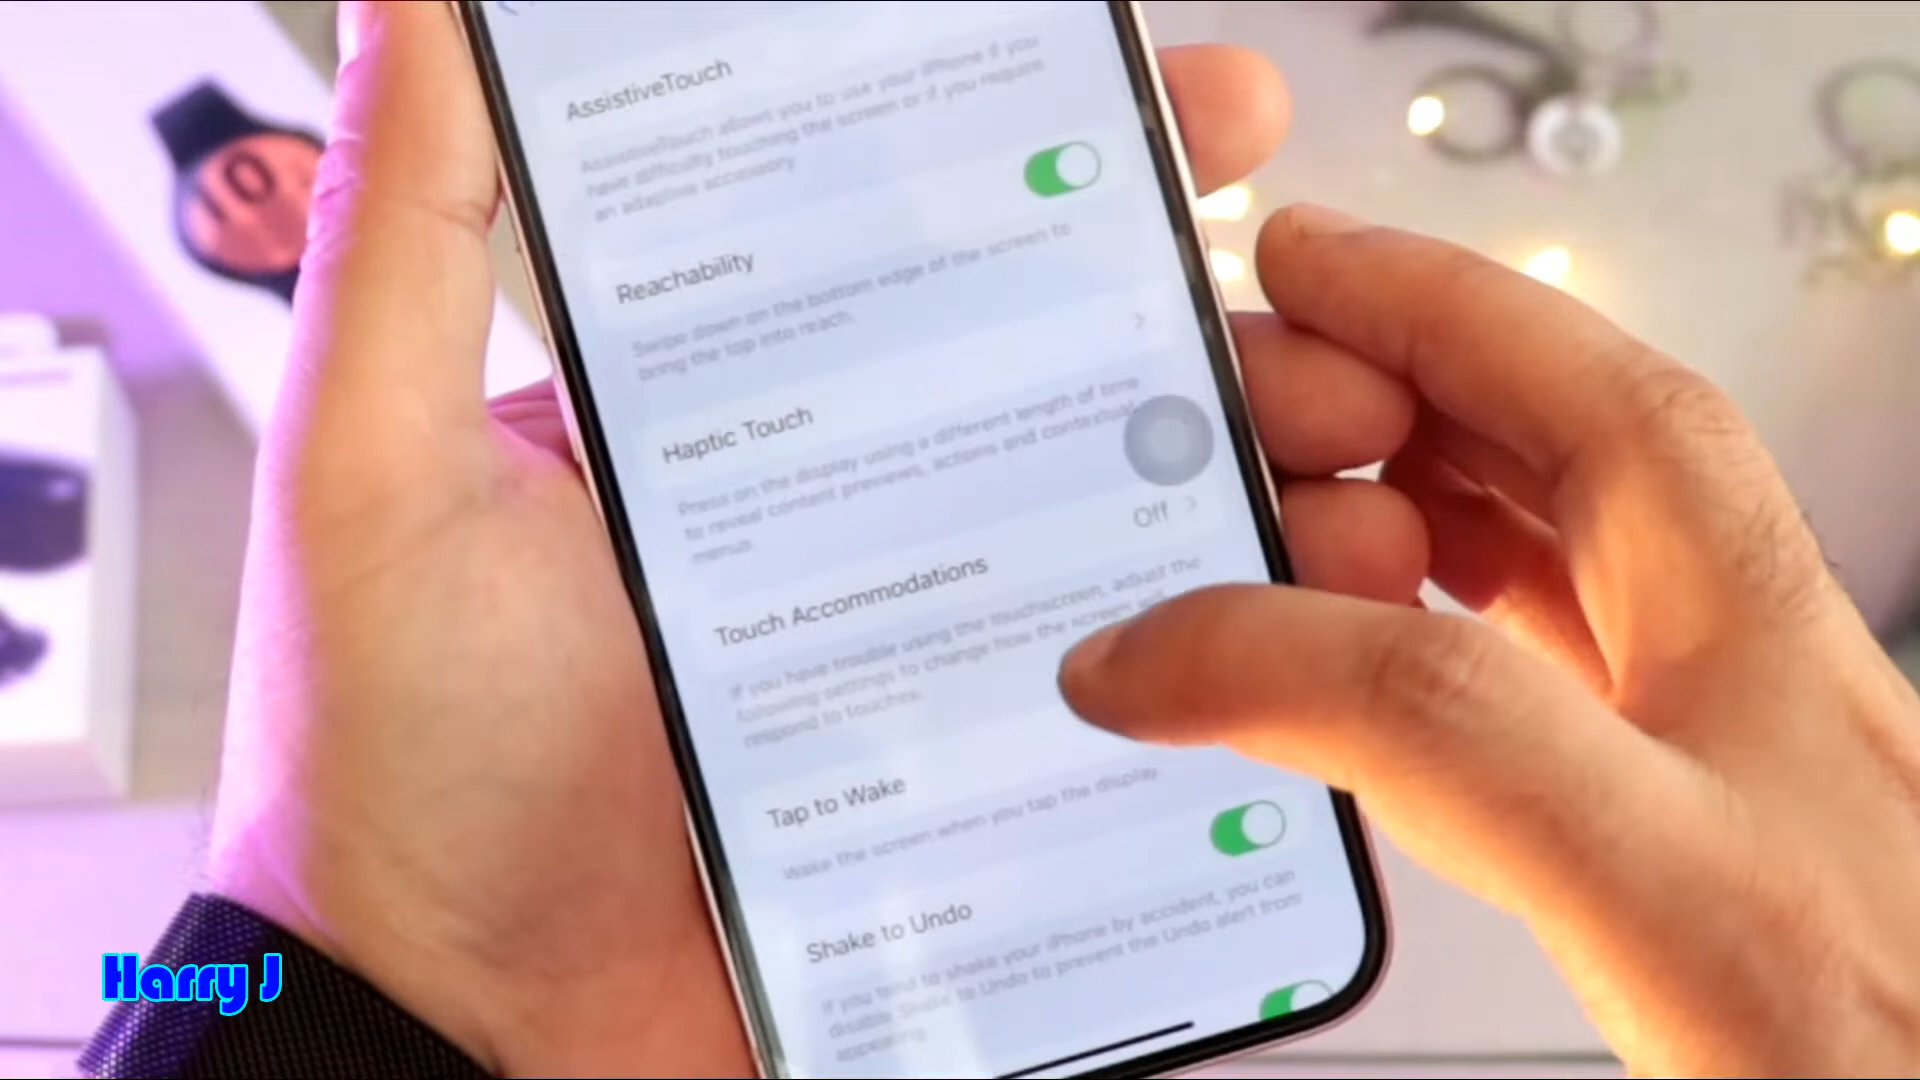 AssistiveTouch
AssistiveTouch allows you to use your iPhone if you
have difficulty touching the screen or if you require
an adaptive accessory.
Reachability
Swipe down on the bottom edge of the screen to
bring the top into reach.
Haptic Touch
Press on the display using a different length of time
to reveal content previews, actions and contextual
menus.
Off
Touch Accommodations
If you have trouble using the touchscreen, adjust the
following settings to change how the screen will
respond to touches.
Tap to Wake
Wake the screen when you tap the display.
Shake to Undo
If you tend to shake your iPhone by accident, you can
disable Shake to Undo to prevent the Undo alert from
appearing.
10
Harry J